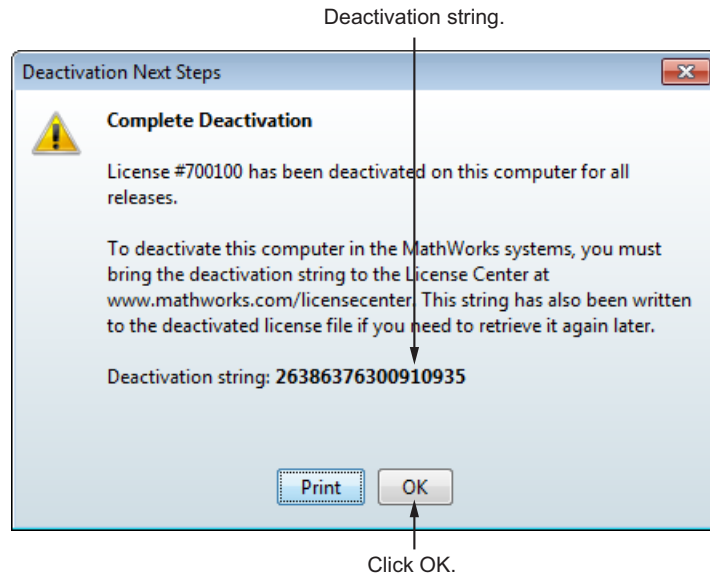 Deactivation string.
Deactivation Next Steps
Complete Deactivation
License #700100 has been deactivated on this computer for all
releases.
To deactivate this computer in the MathWorks systems, you must
bring the deactivation string to the License Center at
www.mathworks.com/licensecenter. This string has also been written
to the deactivated license file if you need to retrieve it again later.
Deactivation string: 26386376300910935
Print OK
Click OK.